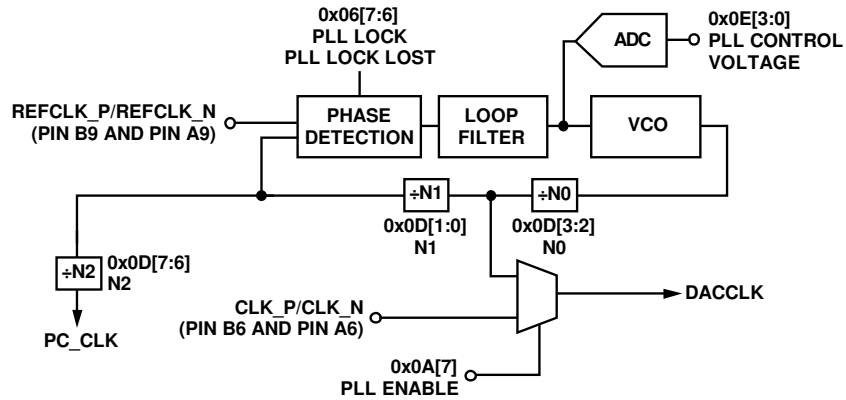 0x06[7:6]
PLL LOCK
PLL LOCK LOST
ADC
0x0E[3:0]
PLL CONTROL
VOLTAGE
REFCLK_P/REFCLK_N
(PIN B9 AND PIN A9)
PHASE
DETECTION
LOOP
FILTER
VCO
÷N1
÷N0
0x0D[1:0]
N1
0x0D[3:2]
N0
÷N2
0x0D[7:6]
N2
PC_CLK
CLK_P/CLK_N
(PIN B6 AND PIN A6)
DACCLK
0x0A[7]
PLL ENABLE